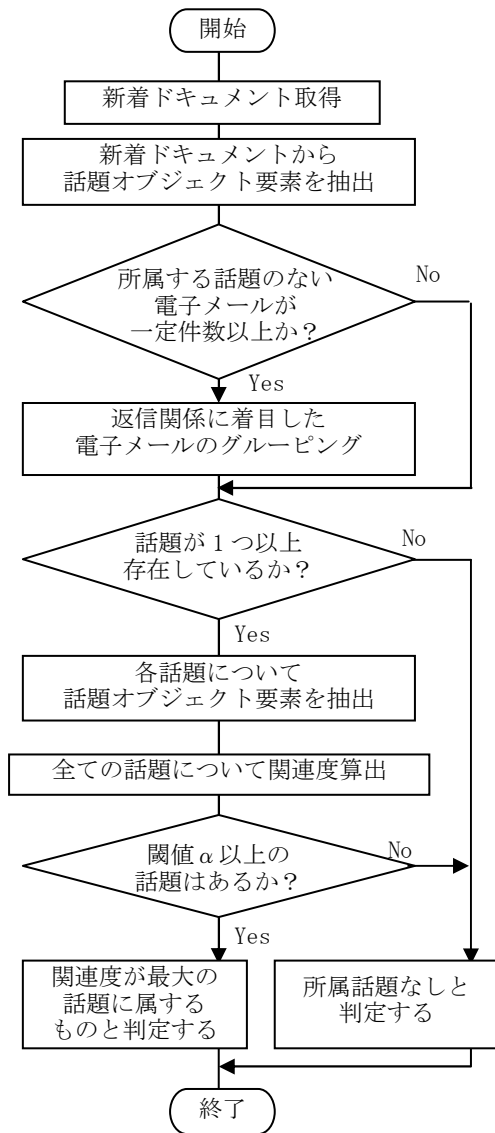 開始
新着ドキュメント取得
新着ドキュメントから
話題オブジェクト要素を抽出
所属する話題のない
電子メールが
一定件数以上か？
No
Yes
返信関係に着目した
電子メールのグルーピング
話題が１つ以上
存在しているか？
No
Yes
各話題について
話題オブジェクト要素を抽出
全ての話題について関連度算出
閾値α以上の
話題はあるか？
No
Yes
関連度が最大の
話題に属する
ものと判定する
所属話題なしと
判定する
終了